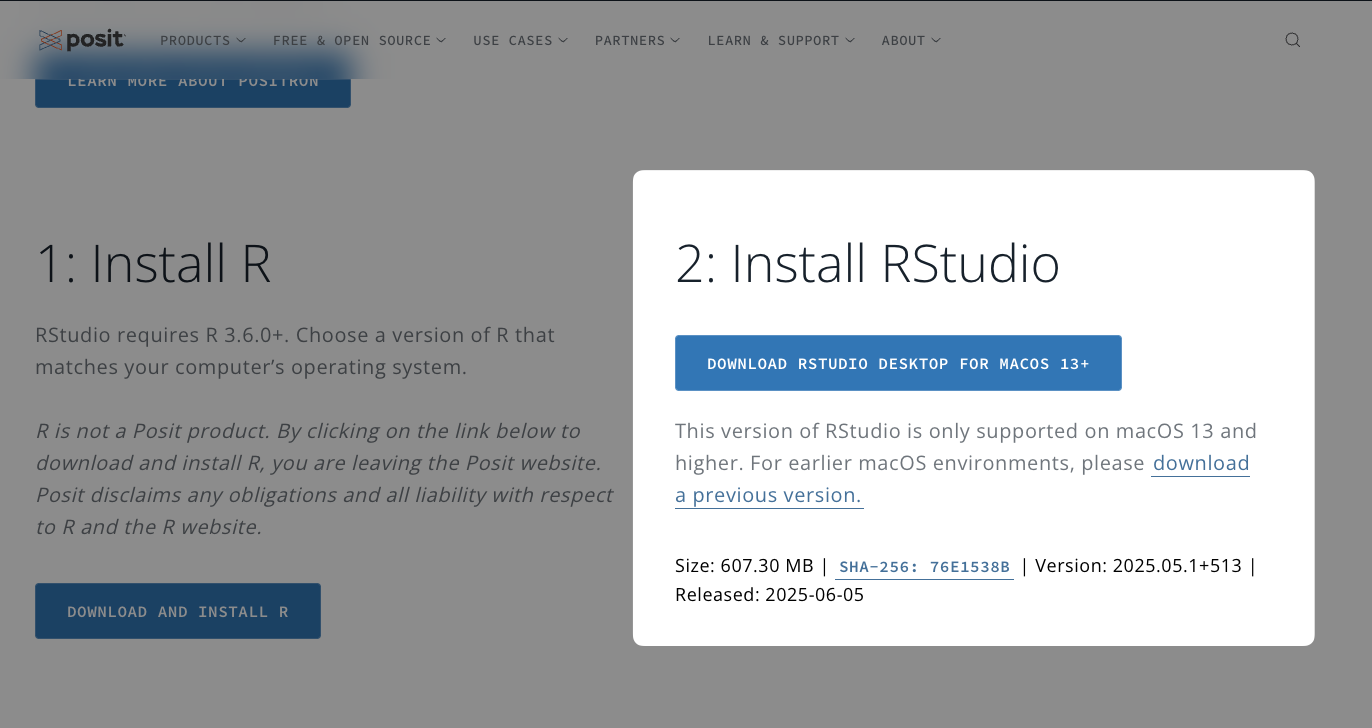 posit
PRODUCTS
FREE & OPEN SOURCE
USE CASES
PARTNERS
LEARN & SUPPORT
ABOUT
LEARN MORE ABOUT POSITRON
1: Install R
RStudio requires R 3.6.0+. Choose a version of R that
matches your computer’s operating system.
R is not a Posit product. By clicking on the link below to
download and install R, you are leaving the Posit website.
Posit disclaims any obligations and all liability with respect
to R and the R website.
DOWNLOAD AND INSTALL R
2: Install RStudio
DOWNLOAD RSTUDIO DESKTOP FOR MACOS 13+
This version of RStudio is only supported on macOS 13 and
higher. For earlier macOS environments, please download
a previous version.
Size: 607.30 MB | SHA-256: 76E1538B | Version: 2025.05.1+513 |
Released: 2025-06-05